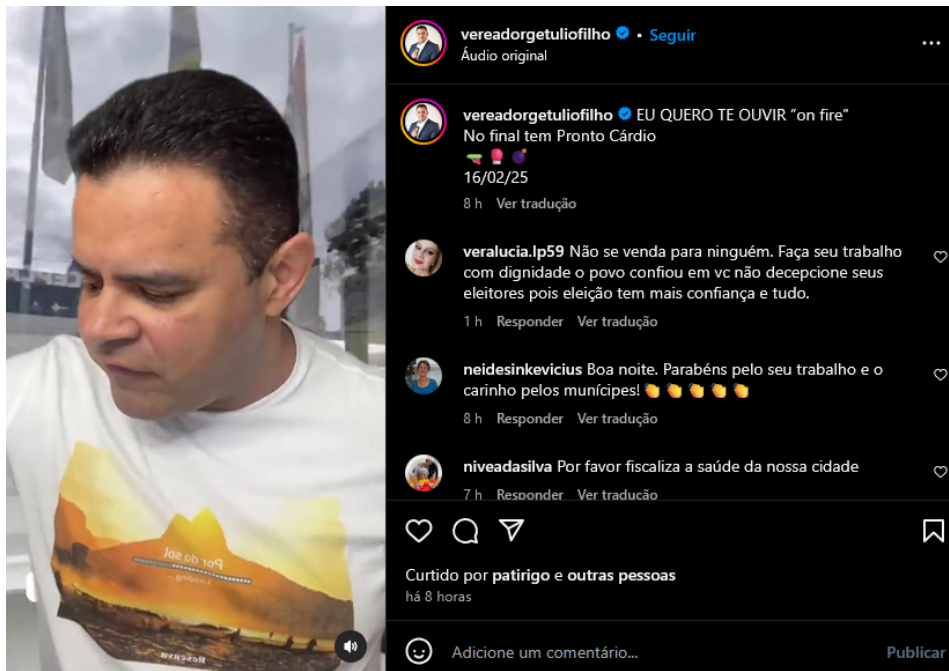 vereadorgetuliofilho • Seguir
Áudio original
vereadorgetuliofilho EU QUERO TE OUVIR ”on fire”
No final tem Pronto Cárdio
🔫 🥊 💣
16/02/25
8 h Ver tradução
veralucia.lp59 Não se venda para ninguém. Faça seu trabalho
com dignidade o povo confiou em vc não decepcione seus
eleitores pois eleição tem mais confiança e tudo.
1 h Responder Ver tradução
neidesinkevicius Boa noite. Parabéns pelo seu trabalho e o
carinho pelos munícipes! 👏 👏 👏 👏 👏
8 h Responder Ver tradução
niveadasilva Por favor fiscaliza a saúde da nossa cidade
7 h Responder Ver tradução
Curtido por patirigo e outras pessoas
há 8 horas
Adicione um comentário...
Publicar
Por do sol
Loading...
Reserva